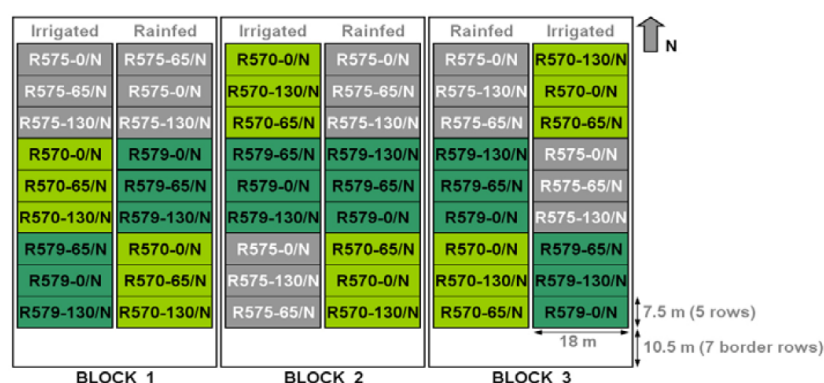 Irrigated Rainfed Irrigated Rainfed Rainfed Irrigated
N
R575-0/N R575-65/N R570-0/N R575-0/N R575-0/N R570-130/N
R575-65/N R575-0/N R570-130/N R575-65/N R575-130/N R570-0/N
R575-130/N R575-130/N R570-65/N R575-130/N R575-65/N R570-65/N
R570-0/N R579-0/N R579-65/N R579-130/N R579-130/N R575-0/N
R570-65/N R579-65/N R579-0/N R579-65/N R579-65/N R575-65/N
R570-130/N R579-130/N R579-130/N R579-0/N R579-0/N R575-130/N
R579-65/N R570-0/N R575-0/N R570-65/N R570-0/N R579-65/N
R579-0/N R570-65/N R575-130/N R570-0/N R570-130/N R579-130/N
R579-130/N R570-130/N R575-65/N R570-130/N R570-65/N R579-0/N
7.5 m (5 rows)
18 m
10.5 m (7 border rows)
BLOCK 1 BLOCK 2 BLOCK 3